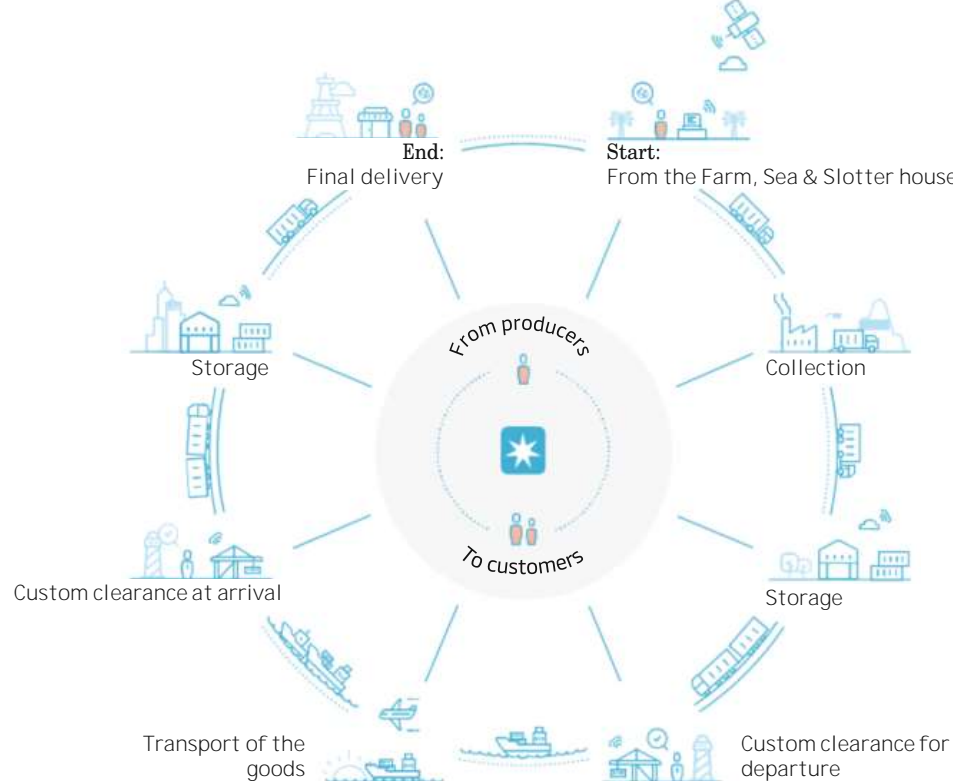 End:
Final delivery
Start:
From the Farm, Sea & Slotter house
From producers
Storage
Collection
To customers
Custom clearance at arrival
Storage
Transport of the
goods
Custom clearance for
departure